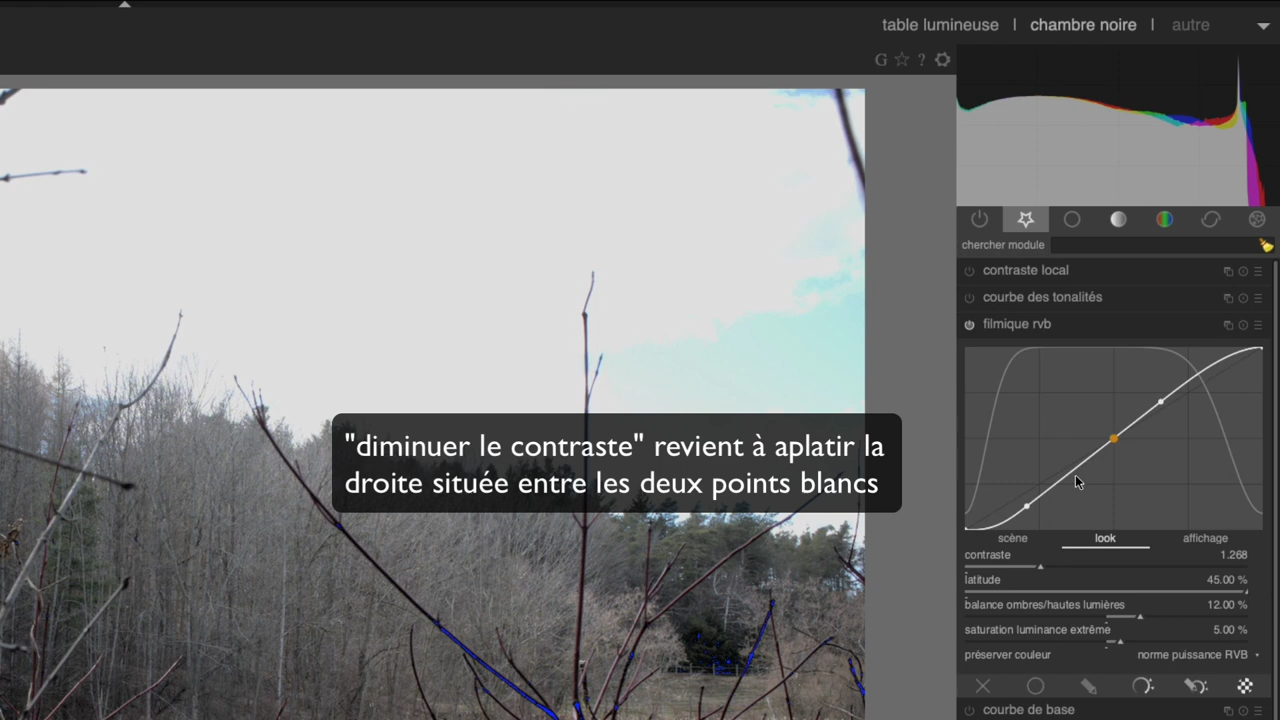 table lumineuse | chambre noire | autre
G ☆ ?
chercher module
contraste local
courbe des tonalités
filmique rvb
"diminuer le contraste" revient à aplatir la
droite située entre les deux points blancs
scène look affichage
contraste 1.268
latitude 45.00 %
balance ombres/hautes lumières 12.00 %
saturation luminance extrême 5.00 %
préserver couleur norme puissance RVB
courbe de base